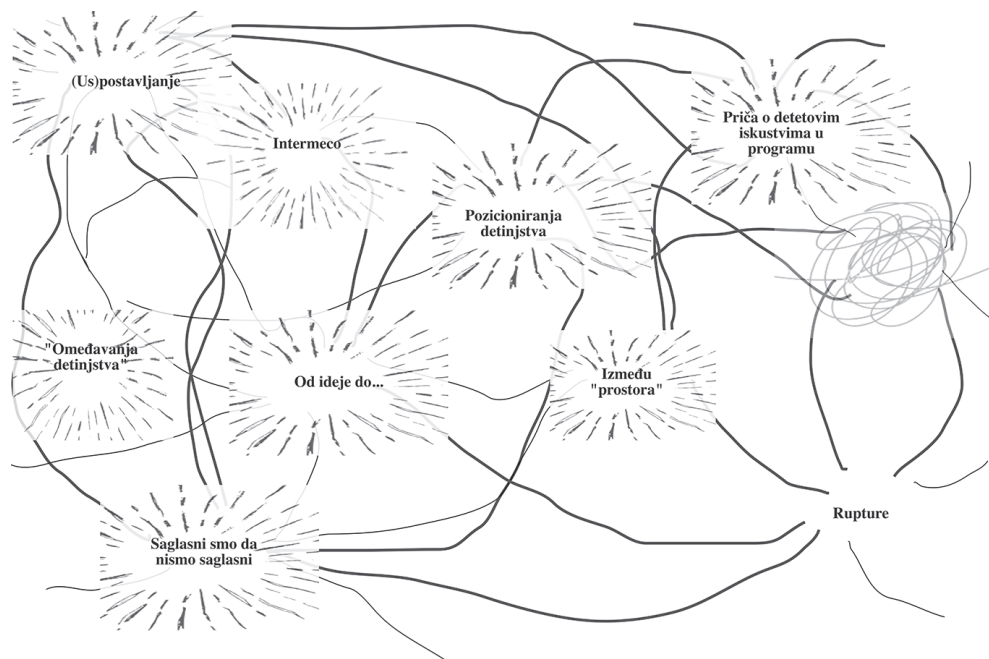 (Us)postavljanje
Intermeco
Priča o detetovim
iskustvima u
programu
Pozicioniranja
detinjstva
"Omeđavanja
detinjstva"
Od ideje do...
Između
"prostora"
Rupture
Saglasni smo da
nismo saglasni